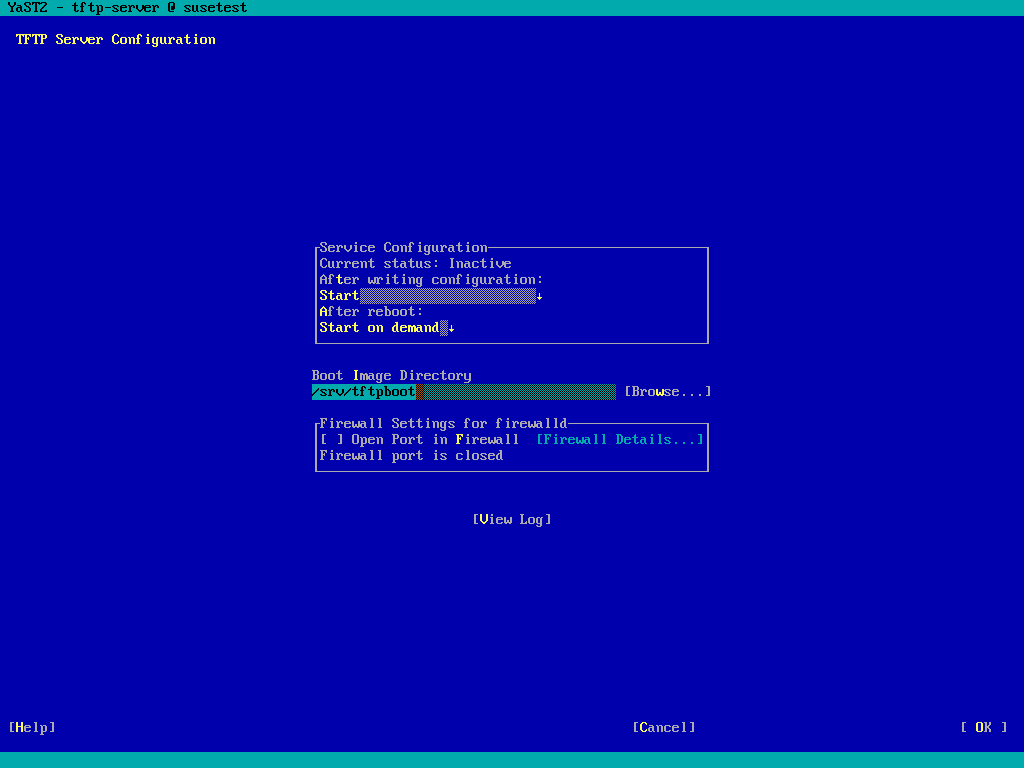 YaST2 - tftp-server @ susetest
TFTP Server Configuration
Service Configuration
Current status: Inactive
After writing configuration:
Start↓
After reboot:
Start on demand↓
Boot Image Directory
/srv/tftpboot [Browse...]
Firewall Settings for firewalld
[ ] Open Port in Firewall [Firewall Details...]
Firewall port is closed
[View Log]
[Help] [Cancel] [ OK ]